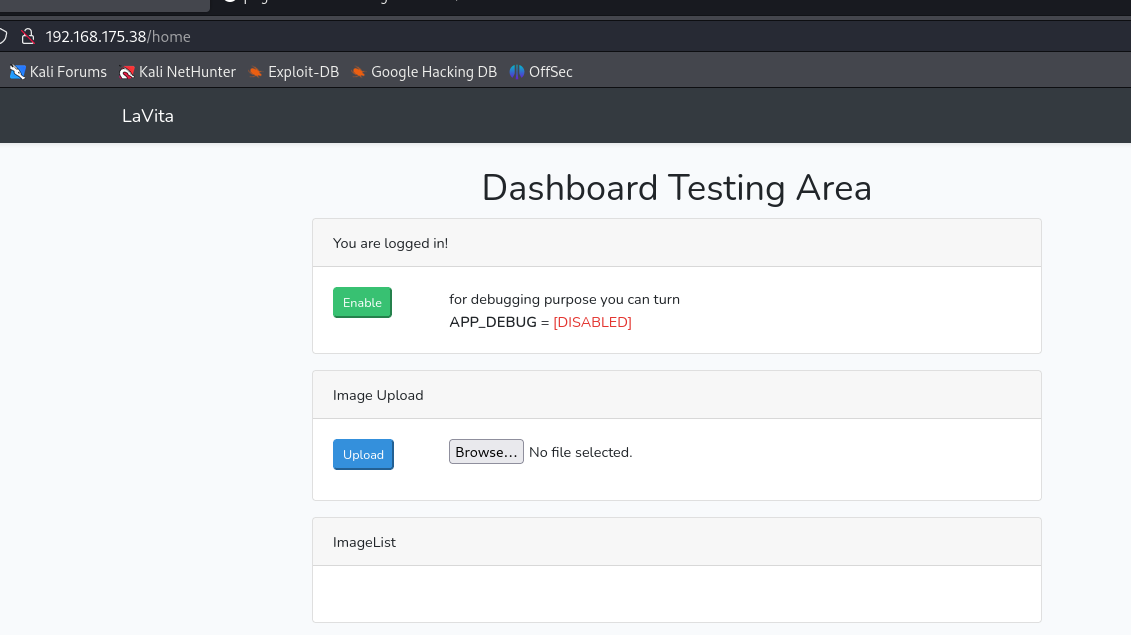 192.168.175.38/home
Kali Forums Kali NetHunter Exploit-DB Google Hacking DB OffSec
LaVita
Dashboard Testing Area
You are logged in!
Enable for debugging purpose you can turn
APP_DEBUG = [DISABLED]
Image Upload
Upload Browse... No file selected.
ImageList